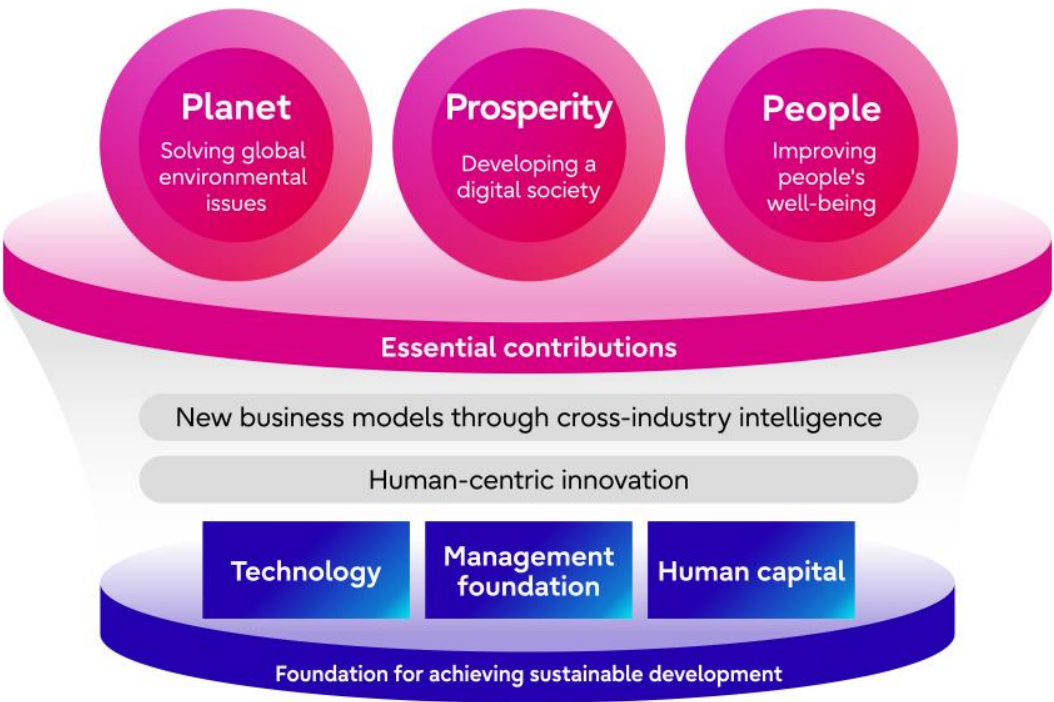 Planet
Solving global
environmental
issues
Prosperity
Developing a
digital society
People
Improving
people's
well-being
Essential contributions
New business models through cross-industry intelligence
Human-centric innovation
Technology
Management
foundation
Human capital
Foundation for achieving sustainable development